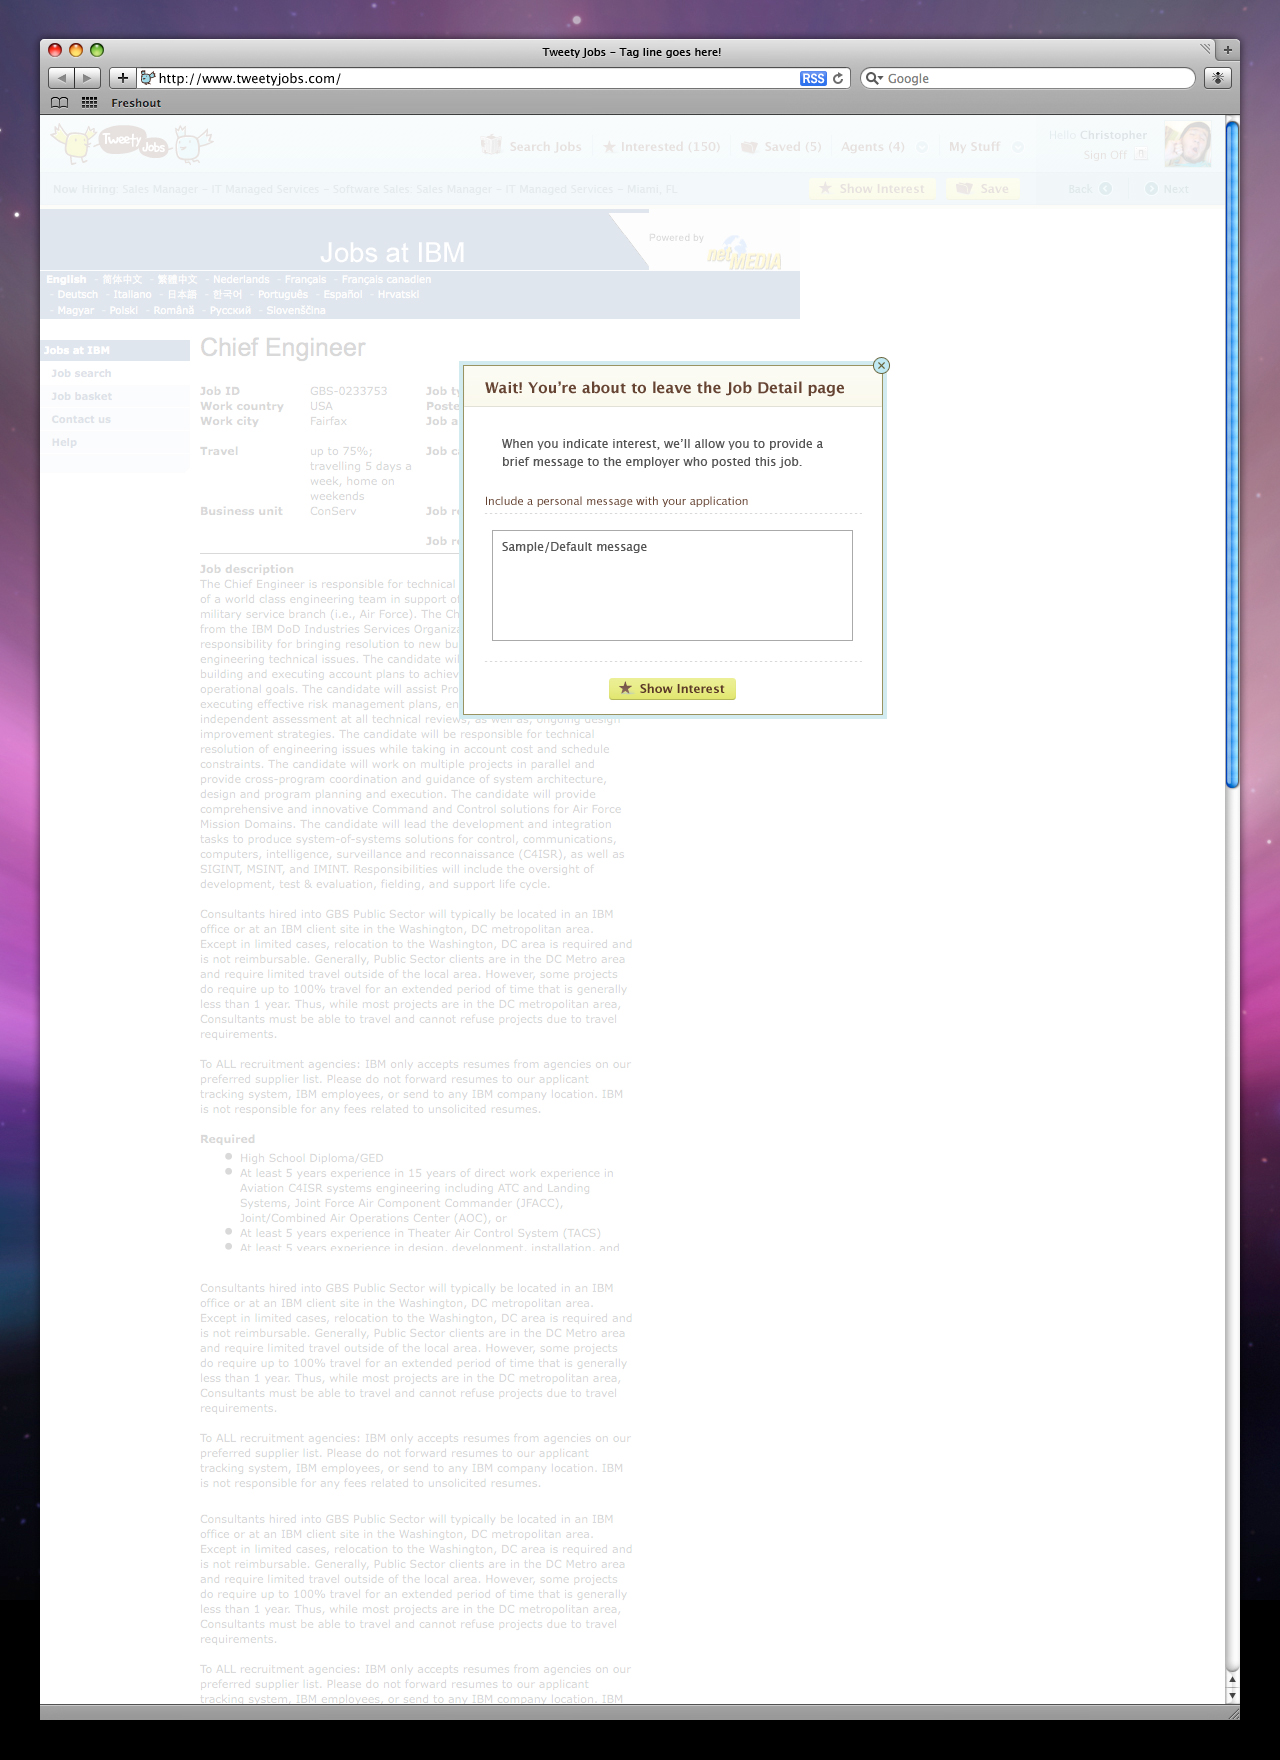 Tweety Jobs – Tag line goes here!
http://www.tweetyjobs.com/
RSS
Google
Freshout
Tweety Jobs
Search Jobs
Interested (150)
Saved (5)
Agents (4)
My Stuff
Hello Christopher
Sign Off
Now Hiring: Sales Manager – IT Managed Services – Software Sales: Sales Manager – IT Managed Services – Miami, FL
Show Interest
Save
Back
Next
Jobs at IBM
Powered by
netMEDIA
English - 简体中文 - 繁體中文 - Nederlands - Français - Français canadien
- Deutsch - Italiano - 日本語 - 한국어 - Português - Español - Hrvatski
- Magyar - Polski - Română - Русский - Slovenščina
Jobs at IBM
Job search
Job basket
Contact us
Help
Chief Engineer
Job ID GBS-0233753 Job ty
Work country USA Poste
Work city Fairfax Job a
Travel up to 75%; Job ca
travelling 5 days a
week, home on
weekends
Business unit ConServ Job re
Job re
Job description
The Chief Engineer is responsible for technical
of a world class engineering team in support of
military service branch (i.e., Air Force). The Ch
from the IBM DoD Industries Services Organiza
responsibility for bringing resolution to new bu
engineering technical issues. The candidate wil
building and executing account plans to achiev
operational goals. The candidate will assist Pro
executing effective risk management plans, en
independent assessment at all technical reviews, as well as, ongoing design
improvement strategies. The candidate will be responsible for technical
resolution of engineering issues while taking in account cost and schedule
constraints. The candidate will work on multiple projects in parallel and
provide cross-program coordination and guidance of system architecture,
design and program planning and execution. The candidate will provide
comprehensive and innovative Command and Control solutions for Air Force
Mission Domains. The candidate will lead the development and integration
tasks to produce system-of-systems solutions for control, communications,
computers, intelligence, surveillance and reconnaissance (C4ISR), as well as
SIGINT, MSINT, and IMINT. Responsibilities will include the oversight of
development, test & evaluation, fielding, and support life cycle.
Consultants hired into GBS Public Sector will typically be located in an IBM
office or at an IBM client site in the Washington, DC metropolitan area.
Except in limited cases, relocation to the Washington, DC area is required and
is not reimbursable. Generally, Public Sector clients are in the DC Metro area
and require limited travel outside of the local area. However, some projects
do require up to 100% travel for an extended period of time that is generally
less than 1 year. Thus, while most projects are in the DC metropolitan area,
Consultants must be able to travel and cannot refuse projects due to travel
requirements.
To ALL recruitment agencies: IBM only accepts resumes from agencies on our
preferred supplier list. Please do not forward resumes to our applicant
tracking system, IBM employees, or send to any IBM company location. IBM
is not responsible for any fees related to unsolicited resumes.
Required
High School Diploma/GED
At least 5 years experience in 15 years of direct work experience in
Aviation C4ISR systems engineering including ATC and Landing
Systems, Joint Force Air Component Commander (JFACC),
Joint/Combined Air Operations Center (AOC), or
At least 5 years experience in Theater Air Control System (TACS)
At least 5 years experience in design, development, installation, and
Consultants hired into GBS Public Sector will typically be located in an IBM
office or at an IBM client site in the Washington, DC metropolitan area.
Except in limited cases, relocation to the Washington, DC area is required and
is not reimbursable. Generally, Public Sector clients are in the DC Metro area
and require limited travel outside of the local area. However, some projects
do require up to 100% travel for an extended period of time that is generally
less than 1 year. Thus, while most projects are in the DC metropolitan area,
Consultants must be able to travel and cannot refuse projects due to travel
requirements.
To ALL recruitment agencies: IBM only accepts resumes from agencies on our
preferred supplier list. Please do not forward resumes to our applicant
tracking system, IBM employees, or send to any IBM company location. IBM
is not responsible for any fees related to unsolicited resumes.
Consultants hired into GBS Public Sector will typically be located in an IBM
office or at an IBM client site in the Washington, DC metropolitan area.
Except in limited cases, relocation to the Washington, DC area is required and
is not reimbursable. Generally, Public Sector clients are in the DC Metro area
and require limited travel outside of the local area. However, some projects
do require up to 100% travel for an extended period of time that is generally
less than 1 year. Thus, while most projects are in the DC metropolitan area,
Consultants must be able to travel and cannot refuse projects due to travel
requirements.
To ALL recruitment agencies: IBM only accepts resumes from agencies on our
preferred supplier list. Please do not forward resumes to our applicant
tracking system, IBM employees, or send to any IBM company location. IBM
Wait! You're about to leave the Job Detail page
When you indicate interest, we'll allow you to provide a
brief message to the employer who posted this job.
Include a personal message with your application
Sample/Default message
Show Interest